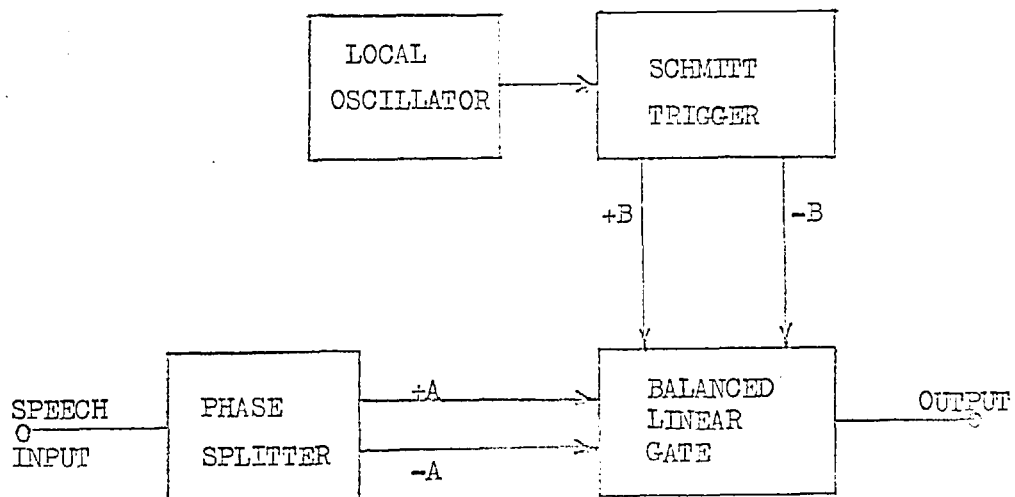 LOCAL
OSCILLATOR
SCHMITT
TRIGGER
+B
-B
SPEECH
INPUT
PHASE
SPLITTER
+A
-A
BALANCED
LINEAR
GATE
OUTPUT